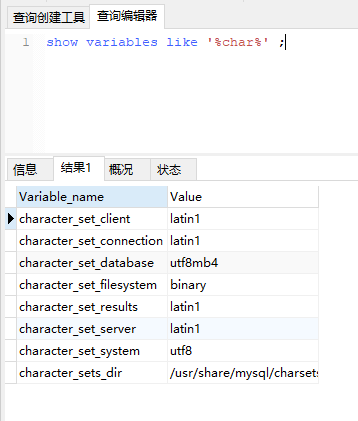 查询创建工具 查询编辑器
1 show variables like '%char%' ;
信息 结果1 概况 状态
Variable_name Value
character_set_client latin1
character_set_connection latin1
character_set_database utf8mb4
character_set_filesystem binary
character_set_results latin1
character_set_server latin1
character_set_system utf8
character_sets_dir /usr/share/mysql/charsets